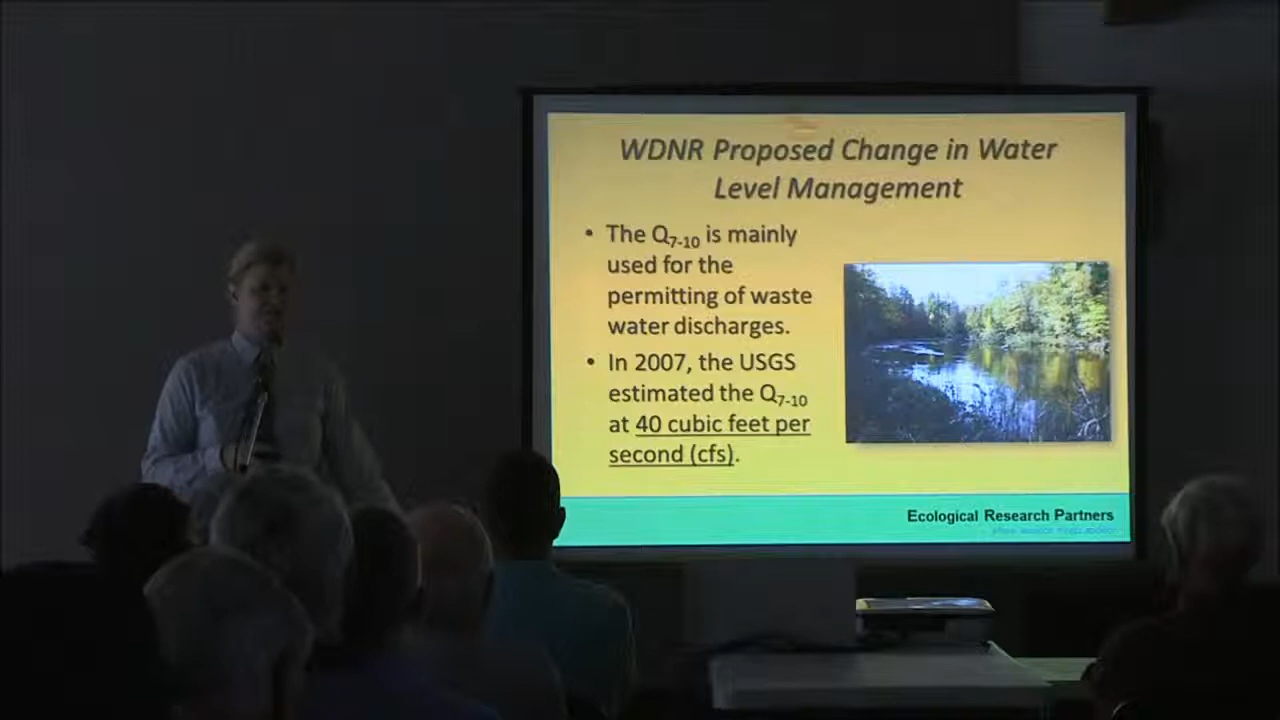 WDNR Proposed Change in Water
Level Management
• The Q7-10 is mainly
used for the
permitting of waste
water discharges.
• In 2007, the USGS
estimated the Q7-10
at 40 cubic feet per
second (cfs).
Ecological Research Partners